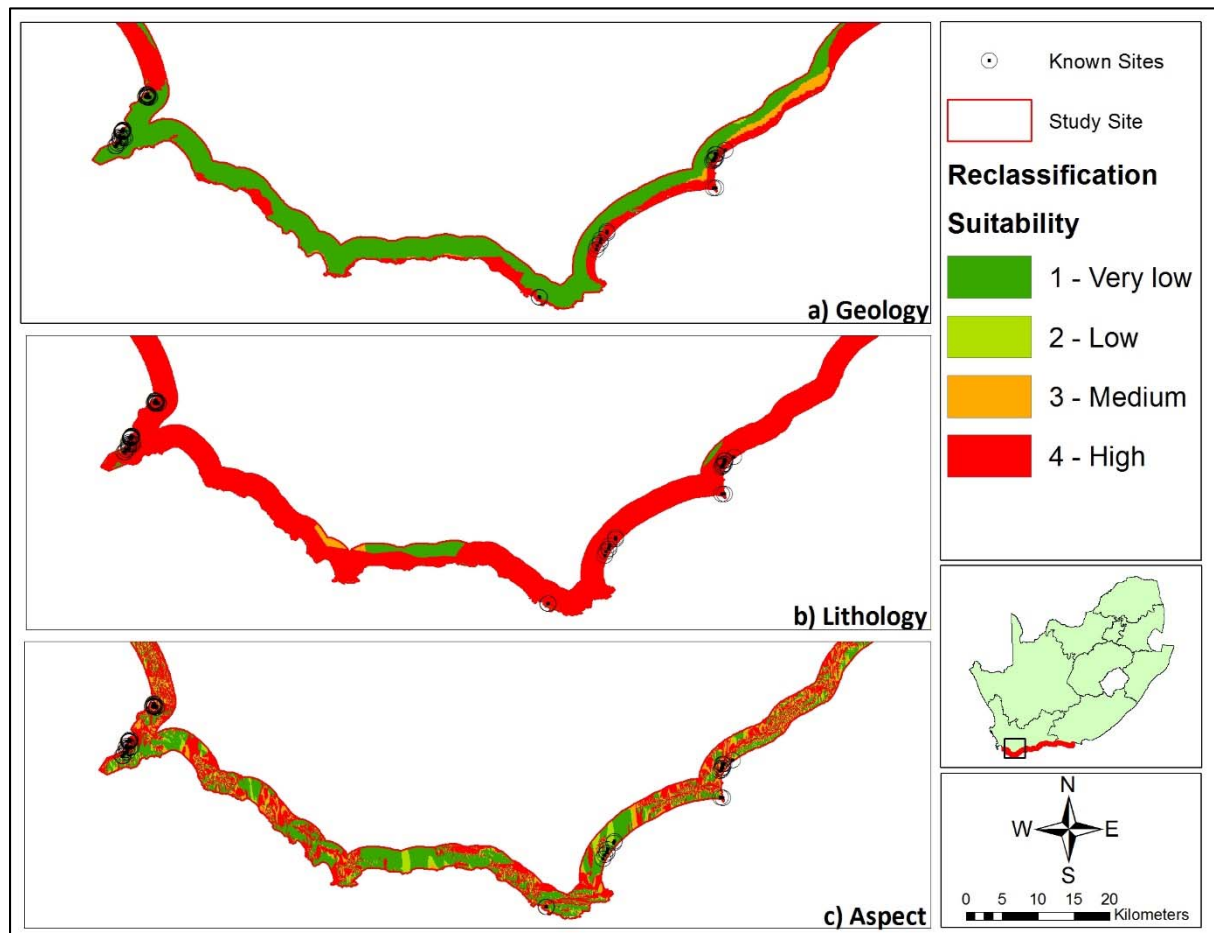 a) Geology
b) Lithology
c) Aspect
Known Sites
Study Site
Reclassification
Suitability
1 - Very low
2 - Low
3 - Medium
4 - High
N
W E
S
0 5 10 15 20
Kilometers